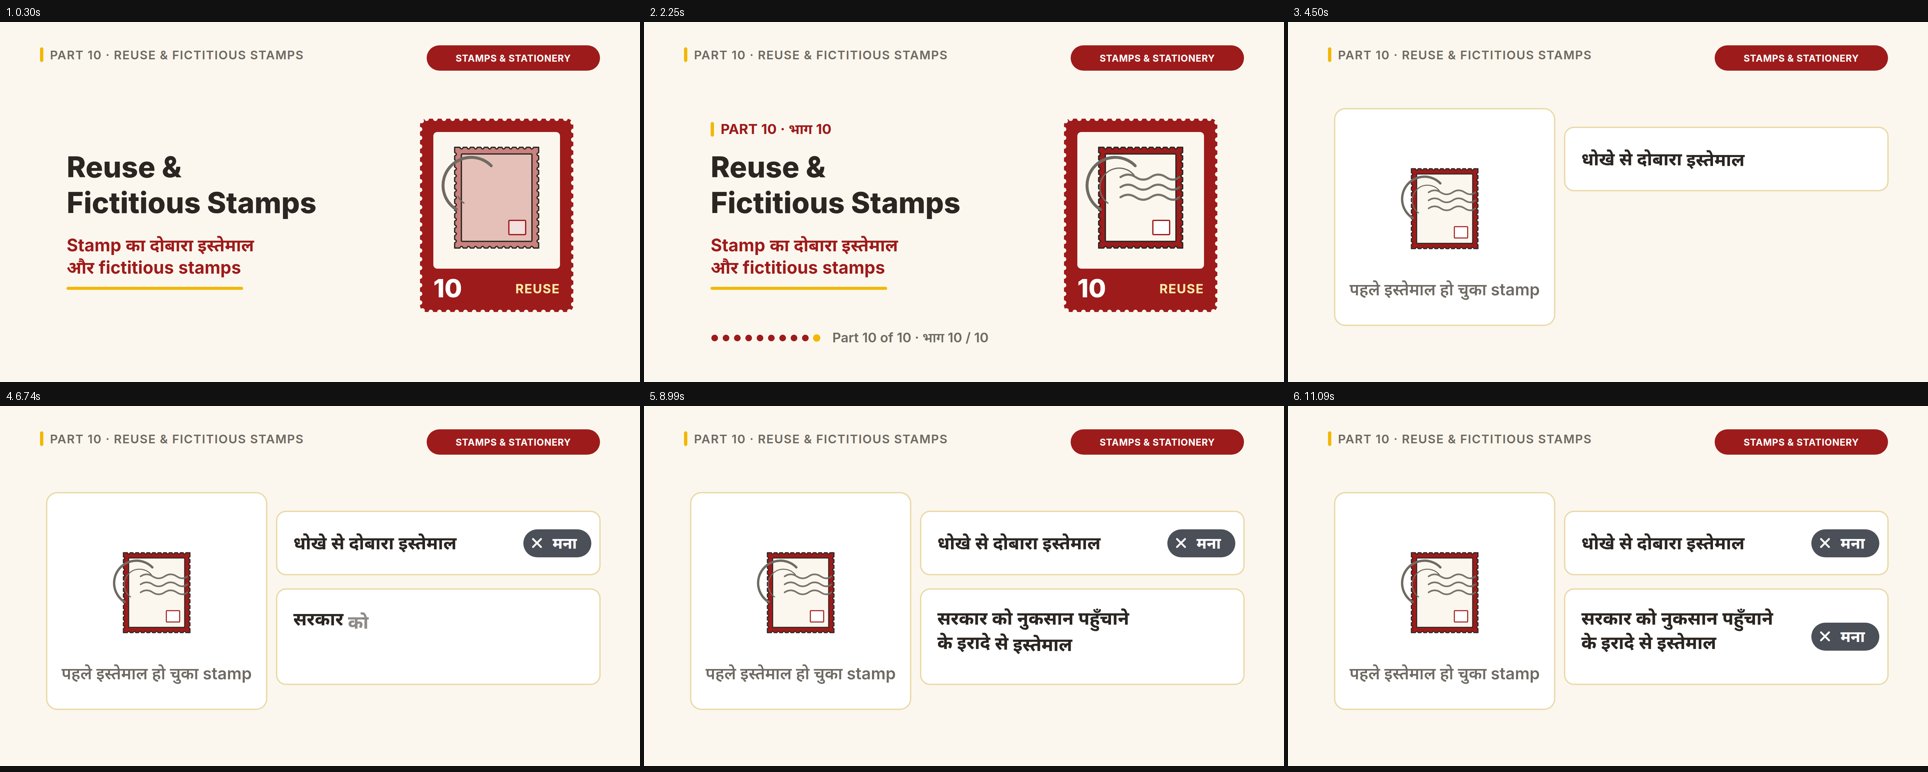 1. 0.30s
PART 10 · REUSE & FICTITIOUS STAMPS
STAMPS & STATIONERY
Reuse &
Fictitious Stamps
Stamp का दोबारा इस्तेमाल
और fictitious stamps
10
REUSE
2. 2.25s
PART 10 · REUSE & FICTITIOUS STAMPS
STAMPS & STATIONERY
PART 10 · भाग 10
Reuse &
Fictitious Stamps
Stamp का दोबारा इस्तेमाल
और fictitious stamps
10
REUSE
Part 10 of 10 · भाग 10 / 10
3. 4.50s
PART 10 · REUSE & FICTITIOUS STAMPS
STAMPS & STATIONERY
धोखे से दोबारा इस्तेमाल
पहले इस्तेमाल हो चुका stamp
4. 6.74s
PART 10 · REUSE & FICTITIOUS STAMPS
STAMPS & STATIONERY
धोखे से दोबारा इस्तेमाल
× मना
सरकार को
पहले इस्तेमाल हो चुका stamp
5. 8.99s
PART 10 · REUSE & FICTITIOUS STAMPS
STAMPS & STATIONERY
धोखे से दोबारा इस्तेमाल
× मना
सरकार को नुकसान पहुँचाने
के इरादे से इस्तेमाल
पहले इस्तेमाल हो चुका stamp
6. 11.09s
PART 10 · REUSE & FICTITIOUS STAMPS
STAMPS & STATIONERY
धोखे से दोबारा इस्तेमाल
× मना
सरकार को नुकसान पहुँचाने
के इरादे से इस्तेमाल
× मना
पहले इस्तेमाल हो चुका stamp